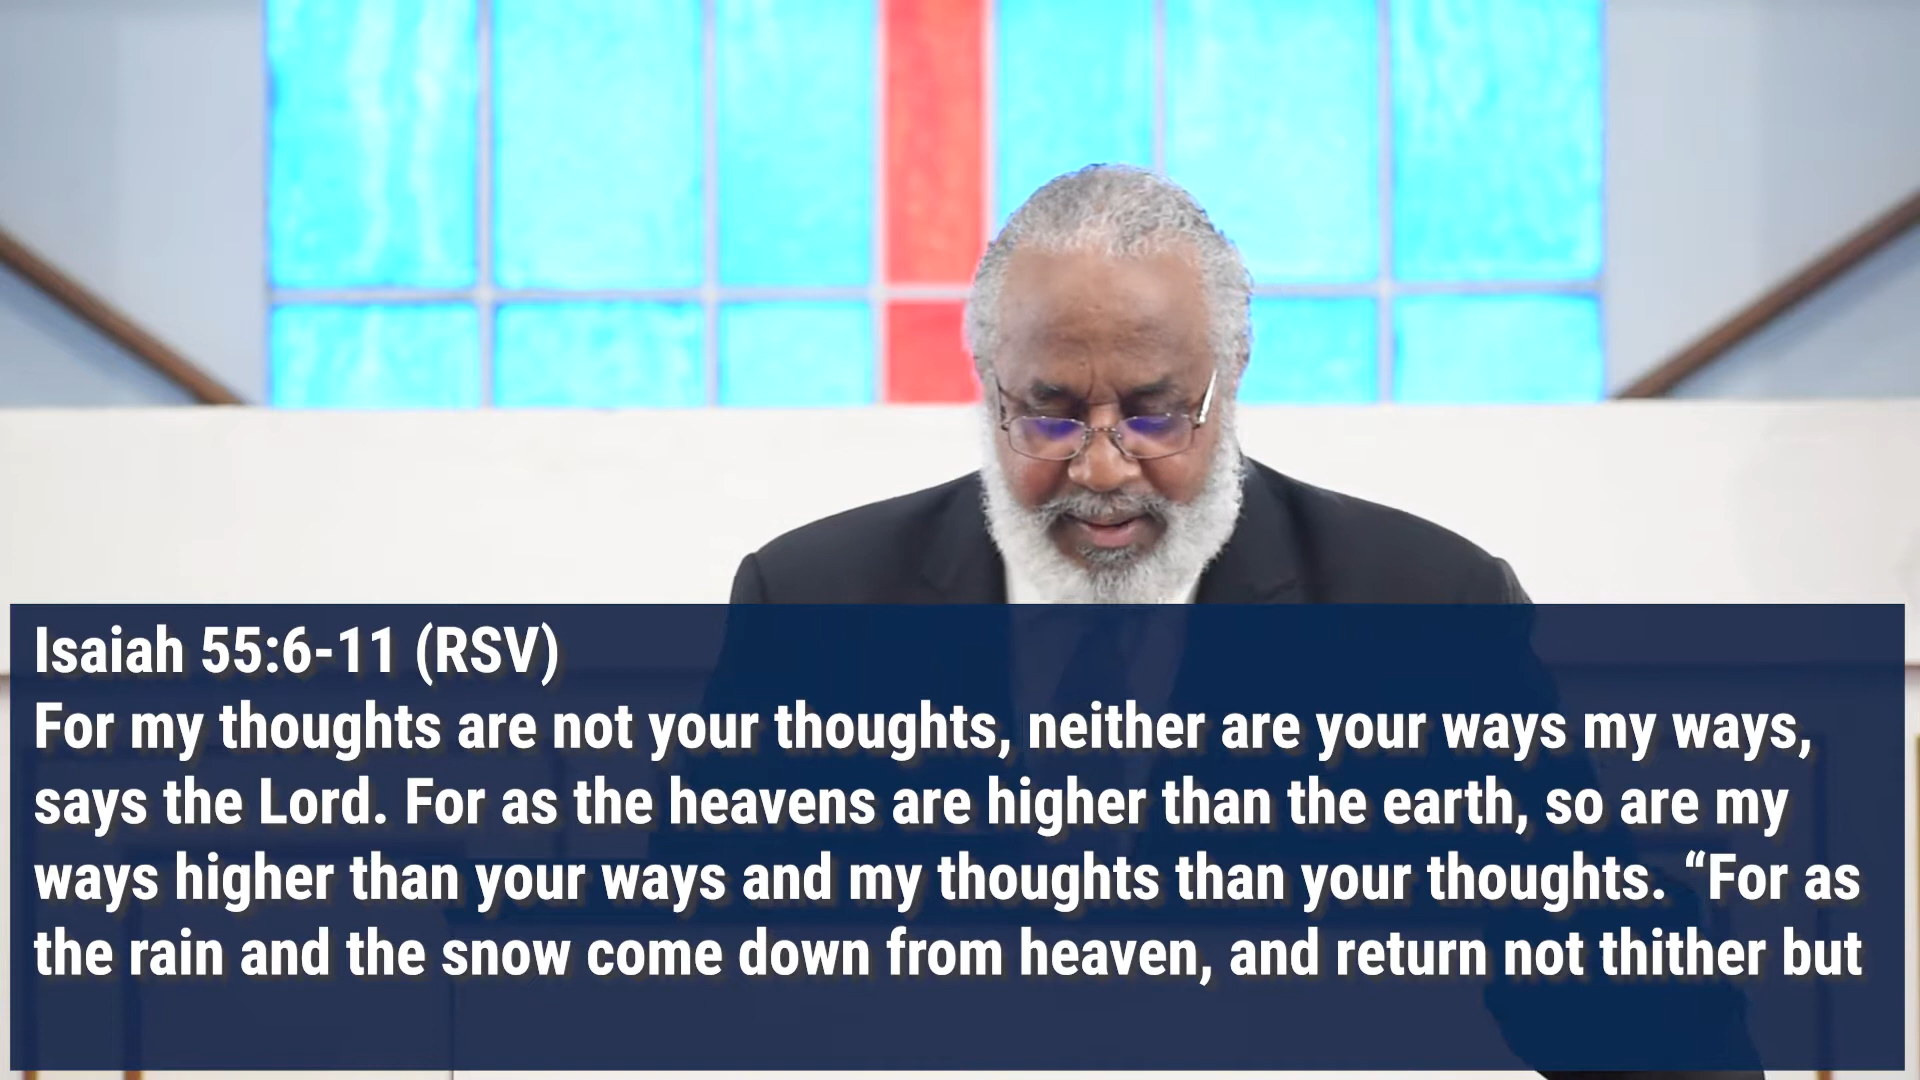 Isaiah 55:6-11 (RSV)
For my thoughts are not your thoughts, neither are your ways my ways,
says the Lord. For as the heavens are higher than the earth, so are my
ways higher than your ways and my thoughts than your thoughts. “For as
the rain and the snow come down from heaven, and return not thither but